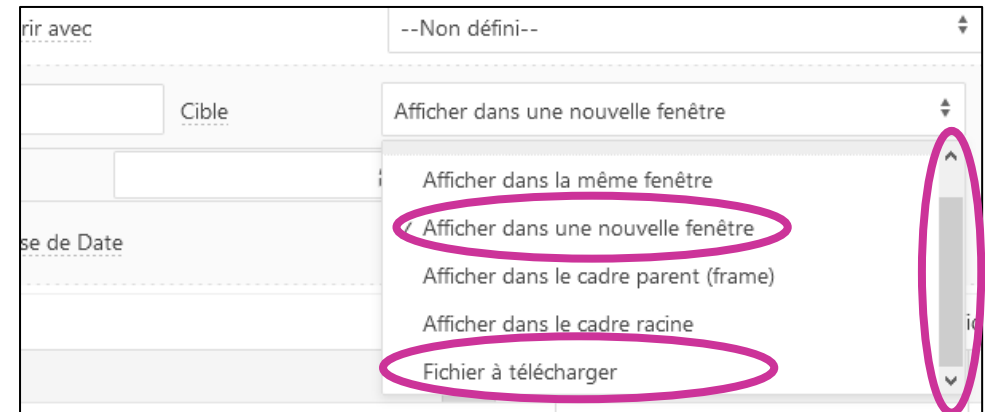 rir avec --Non défini--
Cible Afficher dans une nouvelle fenêtre
Afficher dans la même fenêtre
✓ Afficher dans une nouvelle fenêtre
se de Date
Afficher dans le cadre parent (frame)
Afficher dans le cadre racine
Fichier à télécharger